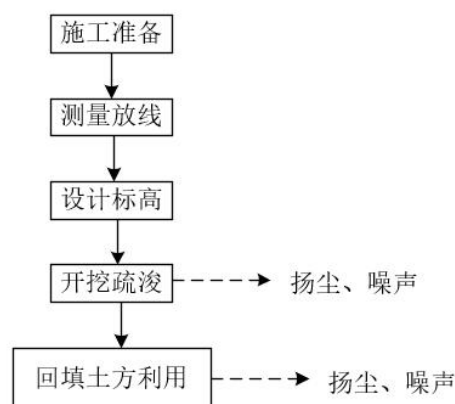 施工准备
测量放线
设计标高
开挖疏浚
扬尘、噪声
回填土方利用
扬尘、噪声